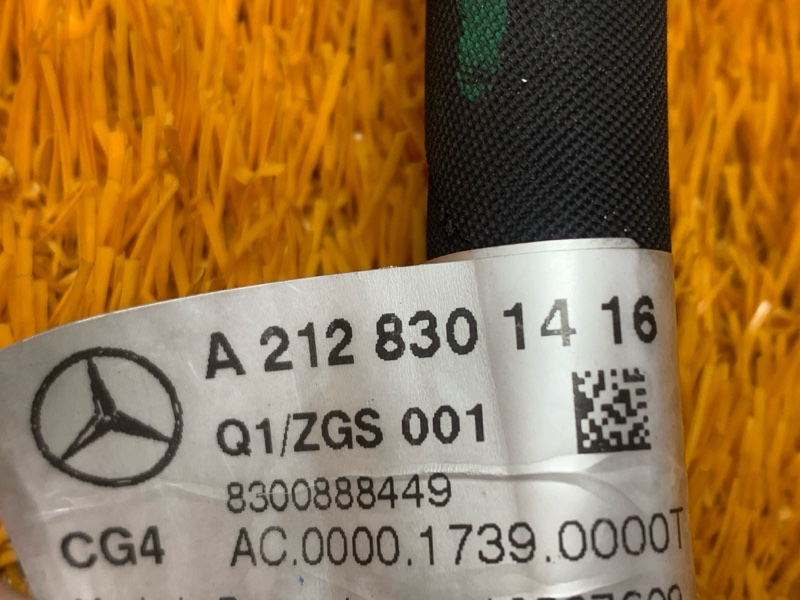 A 212 830 14 16
Q1/ZGS 001
8300888449
CG4 AC.0000.1739.0000T